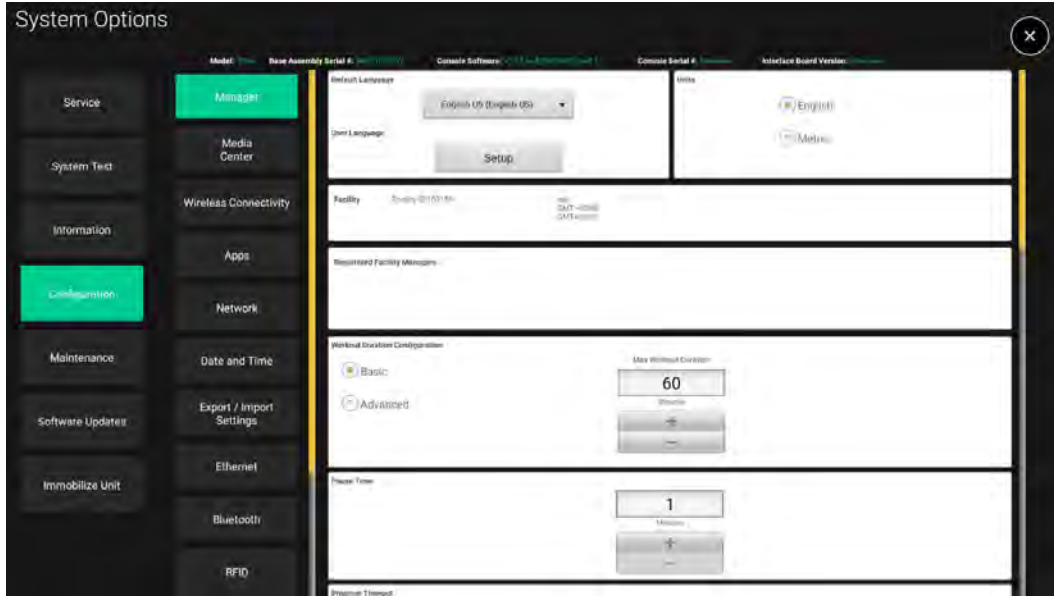 System Options
Model:
Base Assembly Serial #:
Console Software:
Console Serial #:
Interface Board Version:
Service
System Test
Information
Configuration
Maintenance
Software Updates
Immobilize Unit
Manager
Media
Center
Wireless Connectivity
Apps
Network
Date and Time
Export / Import
Settings
Ethernet
Bluetooth
RFID
Default Language
English US (English US)
User Language
Setup
Units
English
Metric
Facility
Registered Facility Managers
Workout Duration Configuration
Basic
Advanced
Max Workout Duration
60
Minutes
+
−
Pause Time
1
Minutes
+
−
Program Timeout